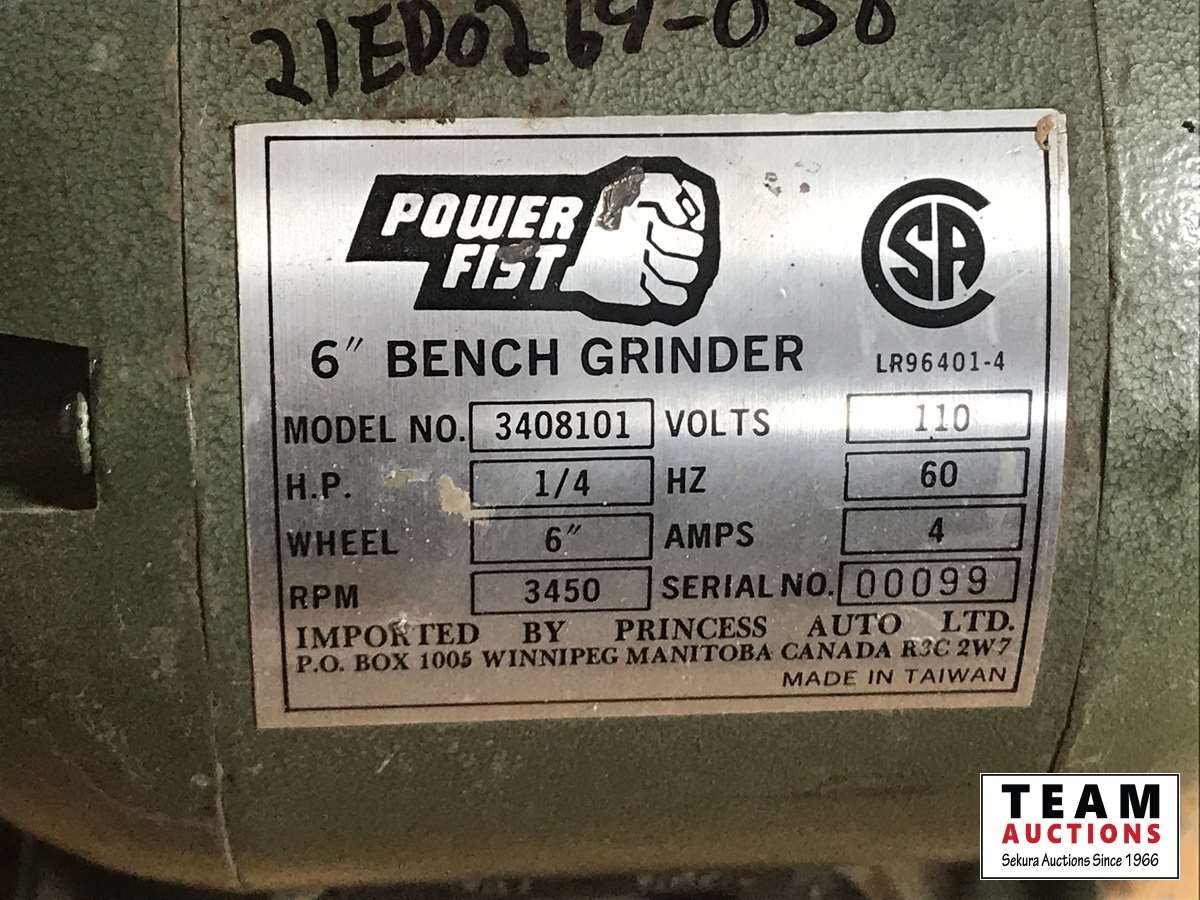 21ED0269-038
POWER
FIST
CSA
6″ BENCH GRINDER
LR96401-4
MODEL NO. 3408101 VOLTS 110
H.P. 1/4 HZ 60
WHEEL 6″ AMPS 4
RPM 3450 SERIAL NO. 00099
IMPORTED BY PRINCESS AUTO LTD.
P.O. BOX 1005 WINNIPEG MANITOBA CANADA R3C 2W7
MADE IN TAIWAN
TEAM
AUCTIONS
Sekura Auctions Since 1966